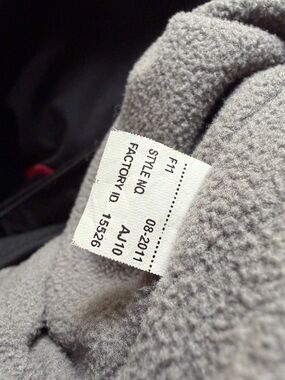 F11 ............ 08-2011
STYLE NO AJ10
FACTORY ID 15526